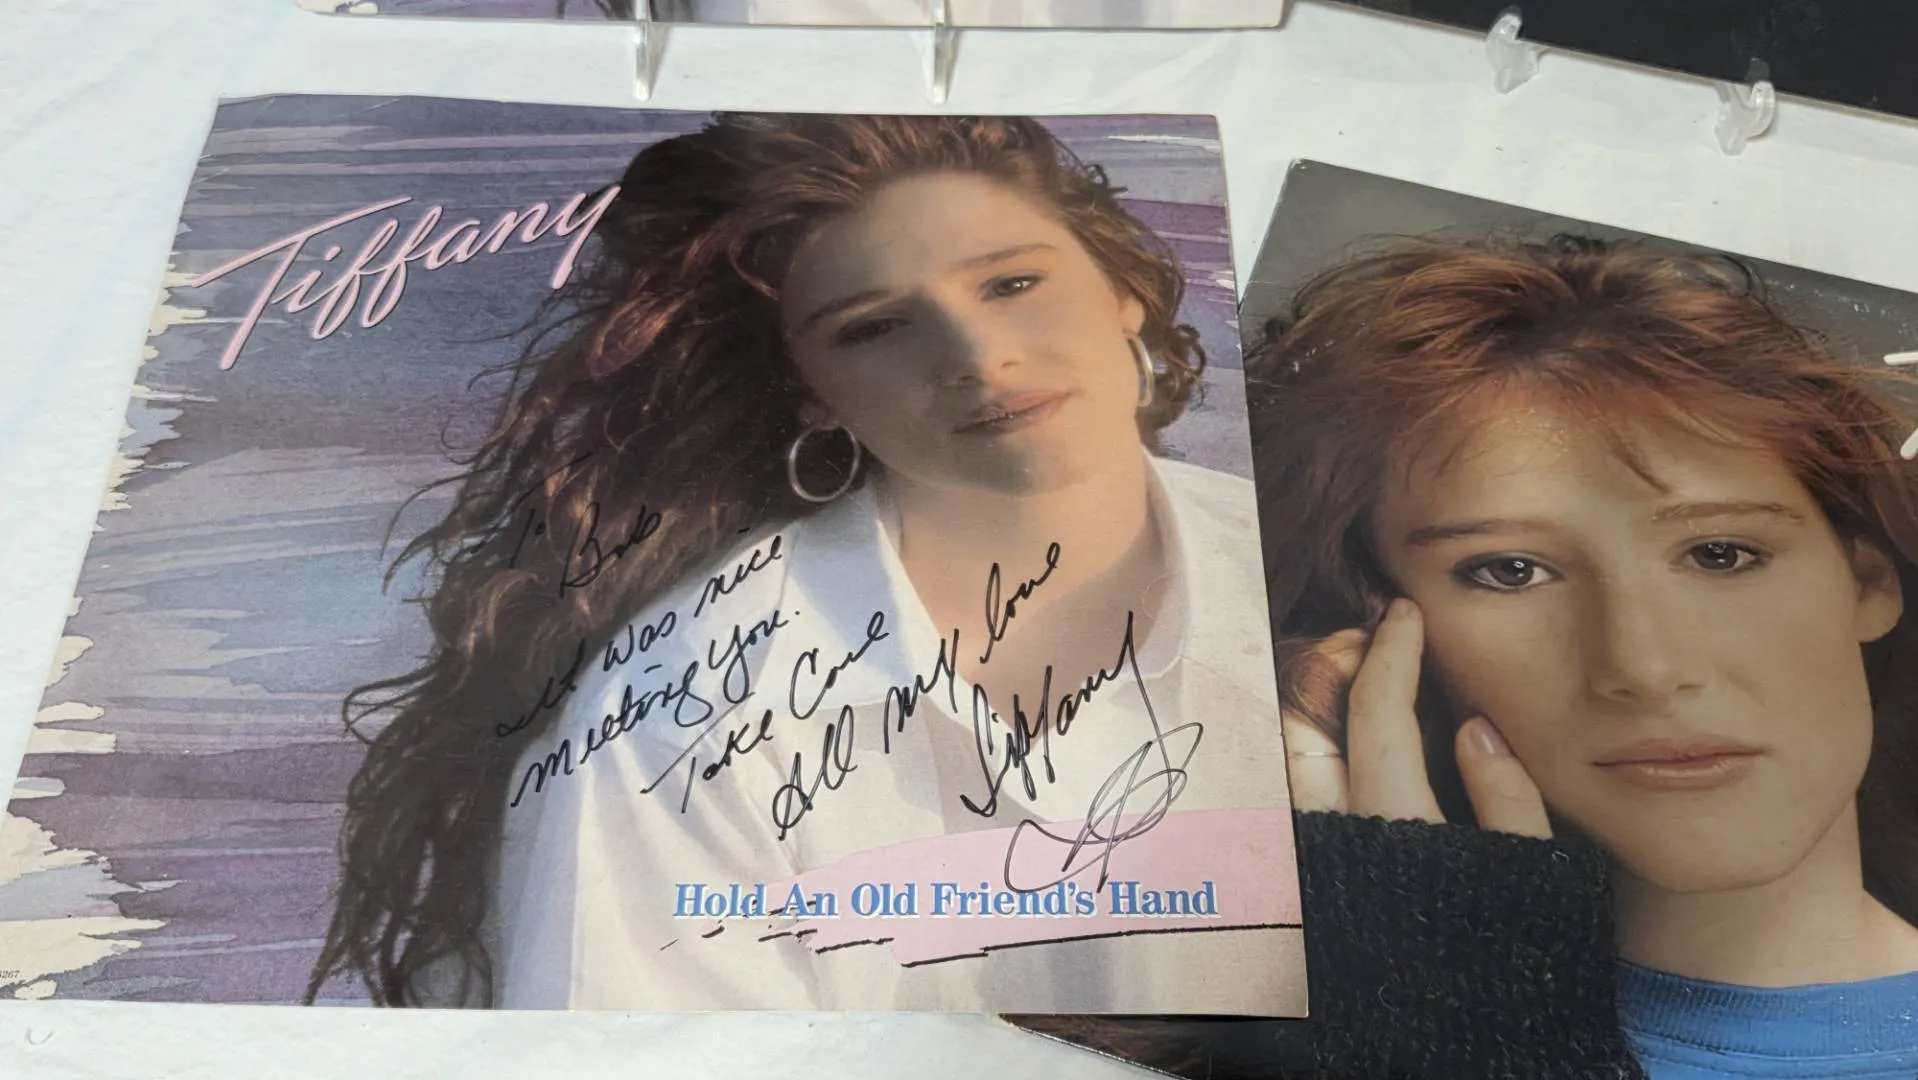 Tiffany
To Bob
It was nice
meeting you.
Take Care
All my love
Tiffany
Hold An Old Friend's Hand